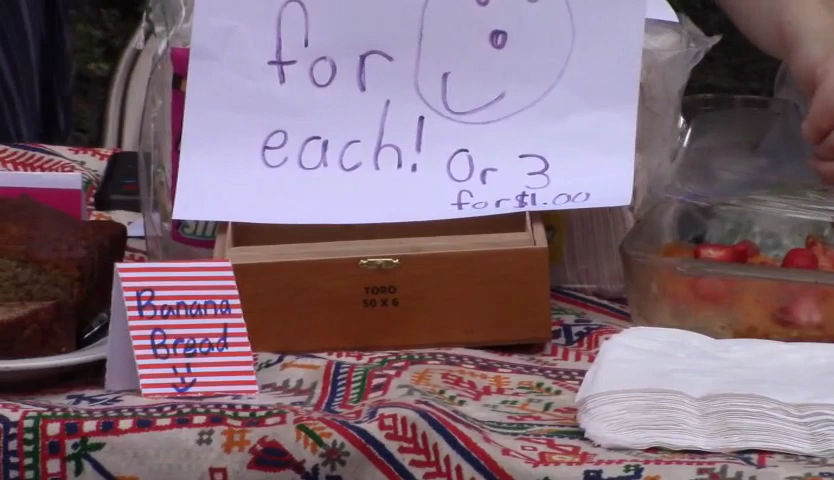 for
each! Or 3
for $1.00
TORO
50 X 6
Banana
Bread